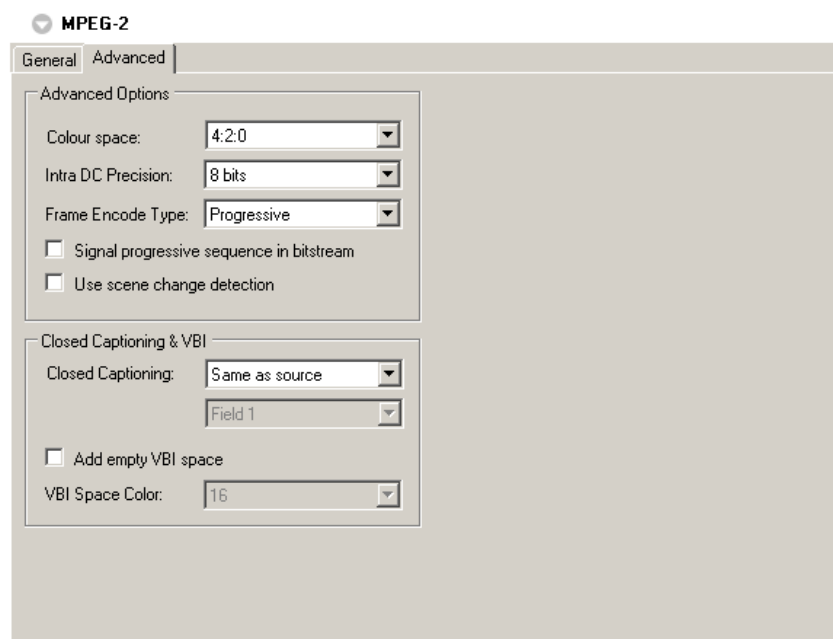 MPEG-2
General Advanced
Advanced Options
Colour space: 4:2:0
Intra DC Precision: 8 bits
Frame Encode Type: Progressive
Signal progressive sequence in bitstream
Use scene change detection
Closed Captioning & VBI
Closed Captioning: Same as source
Field 1
Add empty VBI space
VBI Space Color: 16